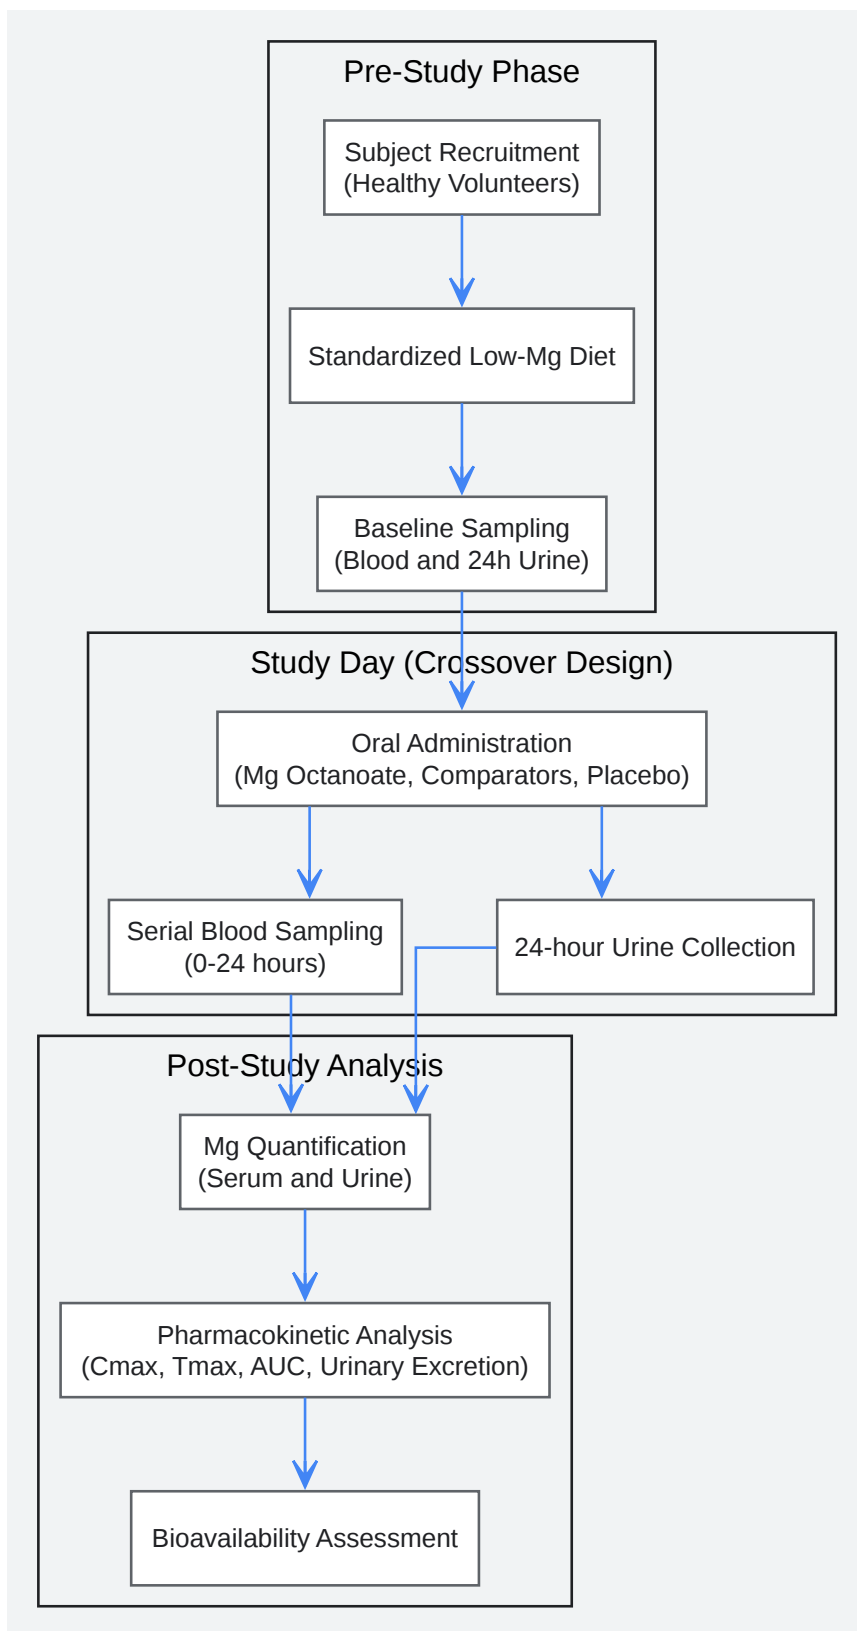 Pre-Study Phase
Subject Recruitment
(Healthy Volunteers)
Standardized Low-Mg Diet
Baseline Sampling
(Blood and 24h Urine)
Study Day (Crossover Design)
Oral Administration
(Mg Octanoate, Comparators, Placebo)
Serial Blood Sampling
(0-24 hours)
24-hour Urine Collection
Post-Study Analysis
Mg Quantification
(Serum and Urine)
Pharmacokinetic Analysis
(Cmax, Tmax, AUC, Urinary Excretion)
Bioavailability Assessment